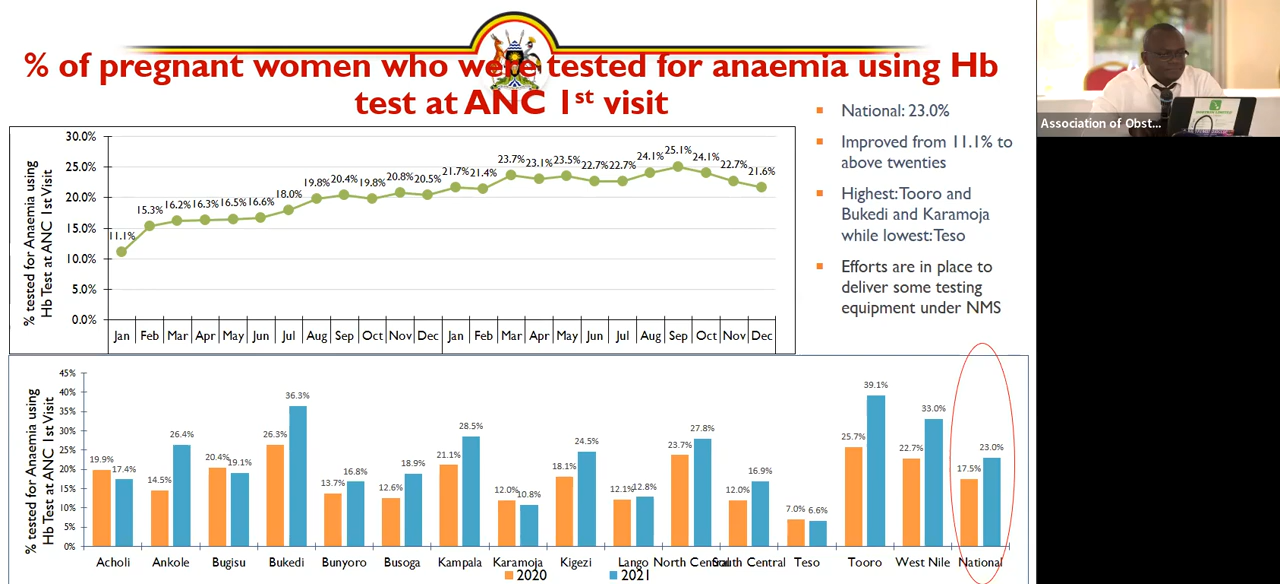 % of pregnant women who were tested for anaemia using Hb
test at ANC 1st visit
National: 23.0%
Improved from 11.1% to
above twenties
Highest:Tooro and
Bukedi and Karamoja
while lowest:Teso
Efforts are in place to
deliver some testing
equipment under NMS
Association of Obst...
% tested for Anaemia using
Hb Test at ANC 1st Visit
30.0%
25.0%
20.0%
15.0%
10.0%
5.0%
0.0%
11.1% 15.3% 16.2% 16.3% 16.5% 16.6% 18.0% 19.8% 20.4% 19.8% 20.8% 20.5% 21.7% 21.4% 23.7% 23.1% 23.5% 22.7% 22.7% 24.1% 25.1% 24.1% 22.7% 21.6%
Jan Feb Mar Apr May Jun Jul Aug Sep Oct Nov Dec Jan Feb Mar Apr May Jun Jul Aug Sep Oct Nov Dec
% tested for Anaemia using
Hb Test at ANC 1st Visit
45%
40%
35%
30%
25%
20%
15%
10%
5%
0%
19.9% 17.4% 14.5% 26.4% 20.4% 19.1% 26.3% 36.3% 13.7% 16.8% 12.6% 18.9% 21.1% 28.5% 12.0% 10.8% 18.1% 24.5% 12.1% 12.8% 23.7% 27.8% 12.0% 16.9% 7.0% 6.6% 25.7% 39.1% 22.7% 33.0% 17.5% 23.0%
Acholi Ankole Bugisu Bukedi Bunyoro Busoga Kampala Karamoja Kigezi Lango North Central South Central Teso Tooro West Nile National
2020 2021